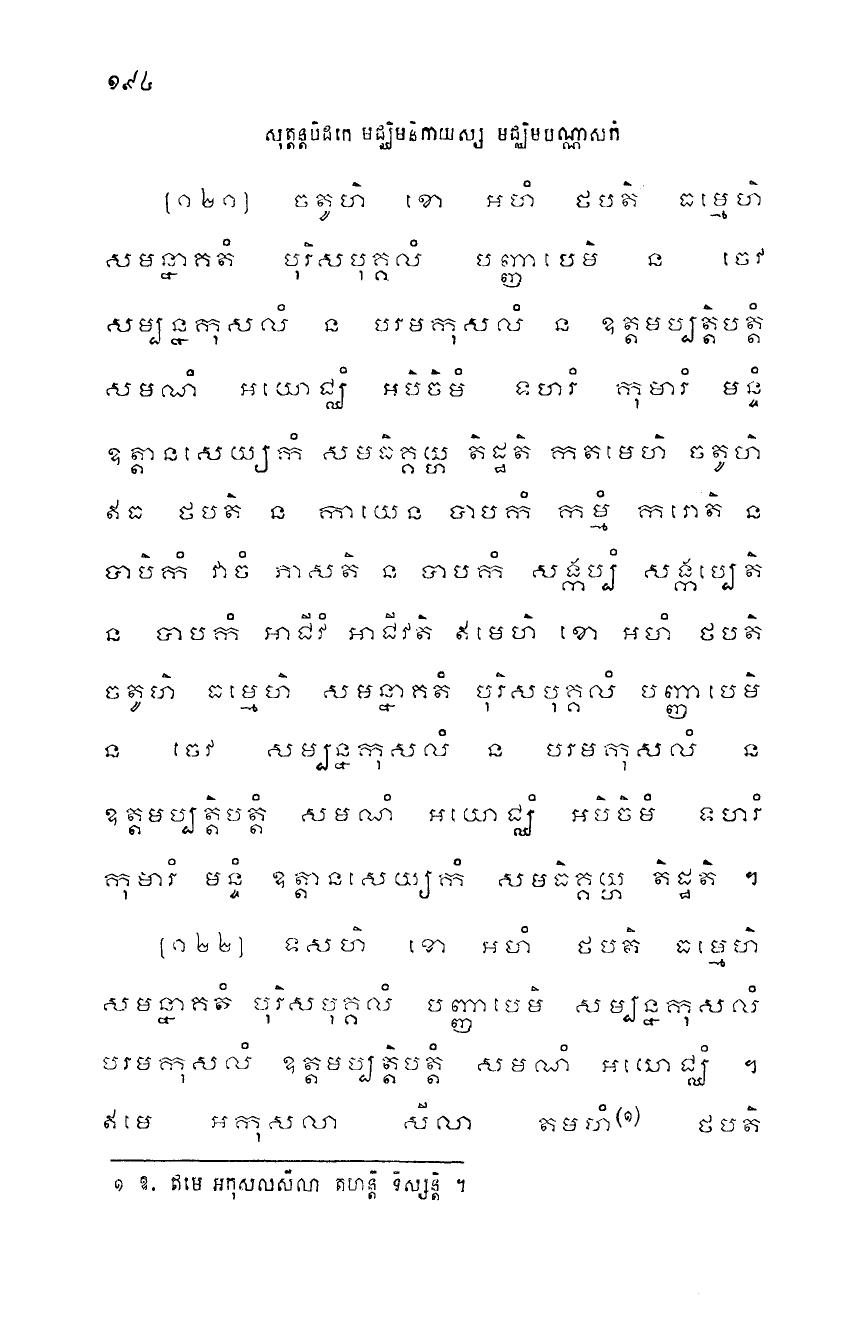 ១៩៤
សុត្តន្តបិដកេ មជ្ឈិមនិកាយស្ស មជ្ឈិមបណ្ណាសកំ
[១២១] ចតូហិ ខោ អហំ ថបតិ ធម្មេហិ
សមន្នាគតំ បុរិសបុគ្គលំ បញ្ញាបេមិ ន ចេវ
សម្បន្នកុសលំ ន បរមកុសលំ ន ឧត្តមប្បត្តិបត្តំ
សមណំ អយោជ្ឈំ អបិចិមំ ទហរំ កុមារំ មន្ទំ
ឧត្តានសេយ្យកំ សមធិគ្គយ្ហ តិដ្ឋតិ កតមេហិ ចតូហិ
ឥធ ថបតិ ន កាយេន បាបកំ កម្មំ ករោតិ ន
បាបិកំ វាចំ ភាសតិ ន បាបកំ សង្កប្បំ សង្កប្បេតិ
ន បាបកំ អាជីវំ អាជីវតិ ឥមេហិ ខោ អហំ ថបតិ
ចតូហិ ធម្មេហិ សមន្នាគតំ បុរិសបុគ្គលំ បញ្ញាបេមិ
ន ចេវ សម្បន្នកុសលំ ន បរមកុសលំ ន
ឧត្តមប្បត្តិបត្តំ សមណំ អយោជ្ឈំ អបិចិមំ ទហរំ
កុមារំ មន្ទំ ឧត្តានសេយ្យកំ សមធិគ្គយ្ហ តិដ្ឋតិ ។
[១២២] ទសហិ ខោ អហំ ថបតិ ធម្មេហិ
សមន្នាគតំ បុរិសបុគ្គលំ បញ្ញាបេមិ សម្បន្នកុសលំ
បរមកុសលំ ឧត្តមប្បត្តិបត្តំ សមណំ អយោជ្ឈំ ។
ឥមេ អកុសលា សីលា តមហំ(១) ថបតិ
១ ឱ. ឥមេ អកុសលសីលា តហន្តិ ទិស្សន្តិ ។